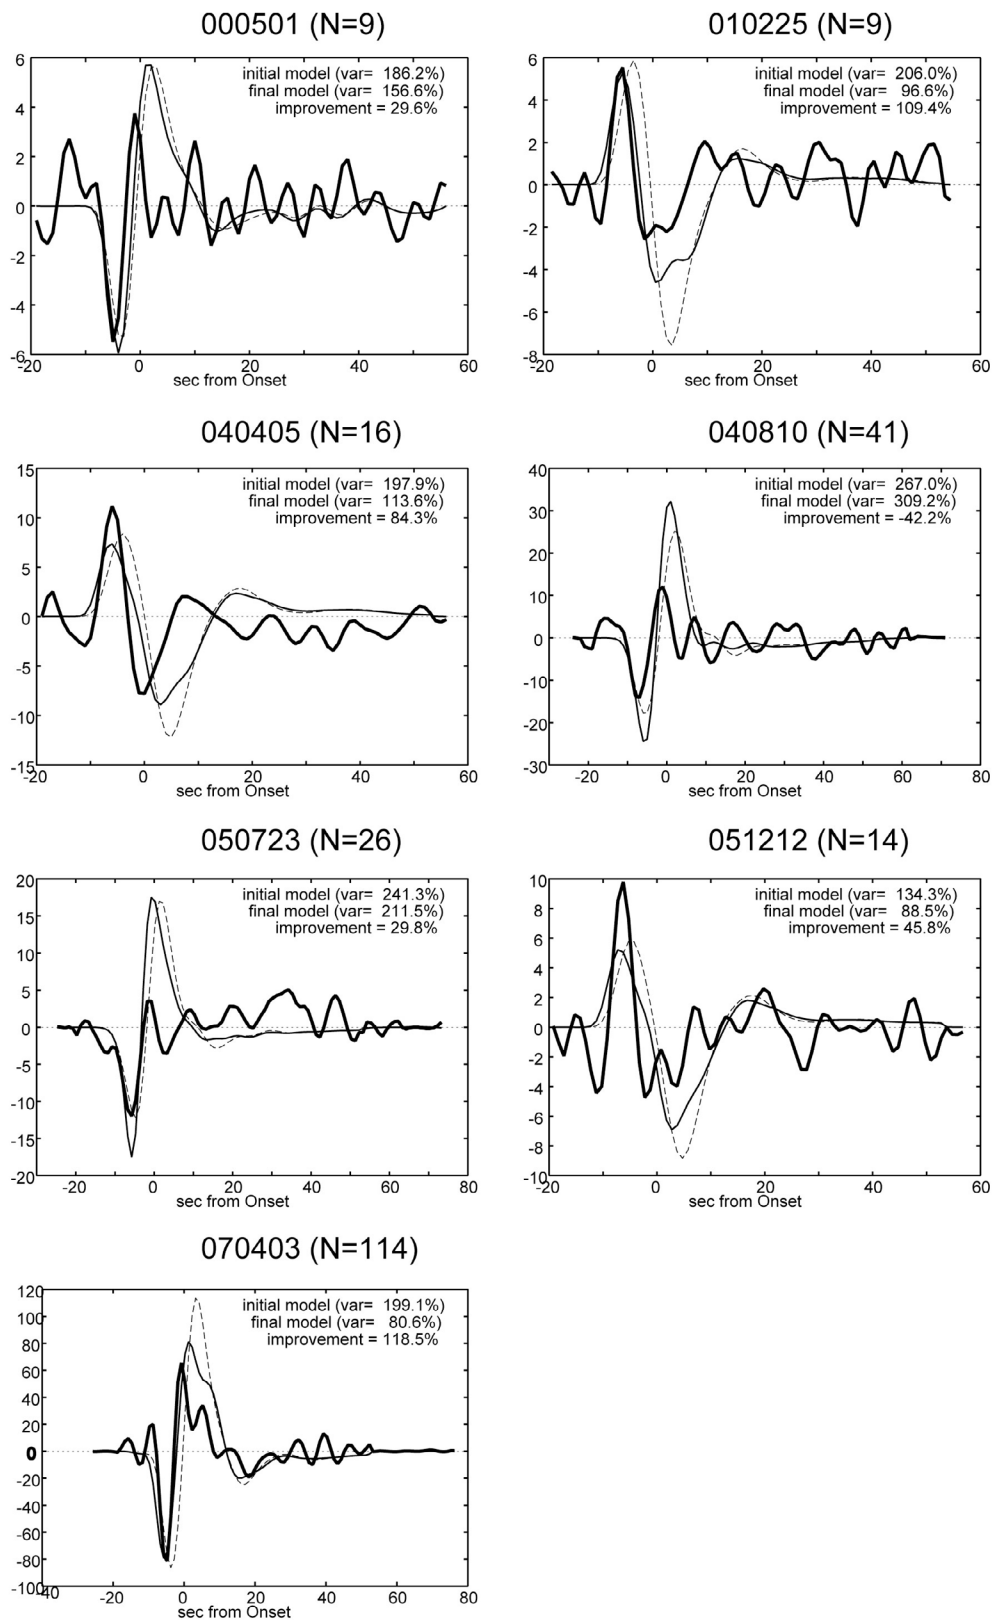 000501 (N=9)
initial model (var= 186.2%)
final model (var= 156.6%)
improvement = 29.6%
6
4
2
0
-2
-4
-6
-20
0
20
40
60
sec from Onset
010225 (N=9)
initial model (var= 206.0%)
final model (var= 96.6%)
improvement = 109.4%
6
4
2
0
-2
-4
-6
-8
-20
0
20
40
60
sec from Onset
040405 (N=16)
initial model (var= 197.9%)
final model (var= 113.6%)
improvement = 84.3%
15
10
5
0
-5
-10
-15
-20
0
20
40
60
sec from Onset
040810 (N=41)
initial model (var= 267.0%)
final model (var= 309.2%)
improvement = -42.2%
40
30
20
10
0
-10
-20
-30
-20
0
20
40
60
80
sec from Onset
050723 (N=26)
initial model (var= 241.3%)
final model (var= 211.5%)
improvement = 29.8%
20
15
10
5
0
-5
-10
-15
-20
-20
0
20
40
60
80
sec from Onset
051212 (N=14)
initial model (var= 134.3%)
final model (var= 88.5%)
improvement = 45.8%
10
8
6
4
2
0
-2
-4
-6
-8
-10
-20
0
20
40
60
sec from Onset
070403 (N=114)
initial model (var= 199.1%)
final model (var= 80.6%)
improvement = 118.5%
120
100
80
60
40
20
0
-20
-40
-60
-80
-100
-40
-20
0
20
40
60
80
sec from Onset